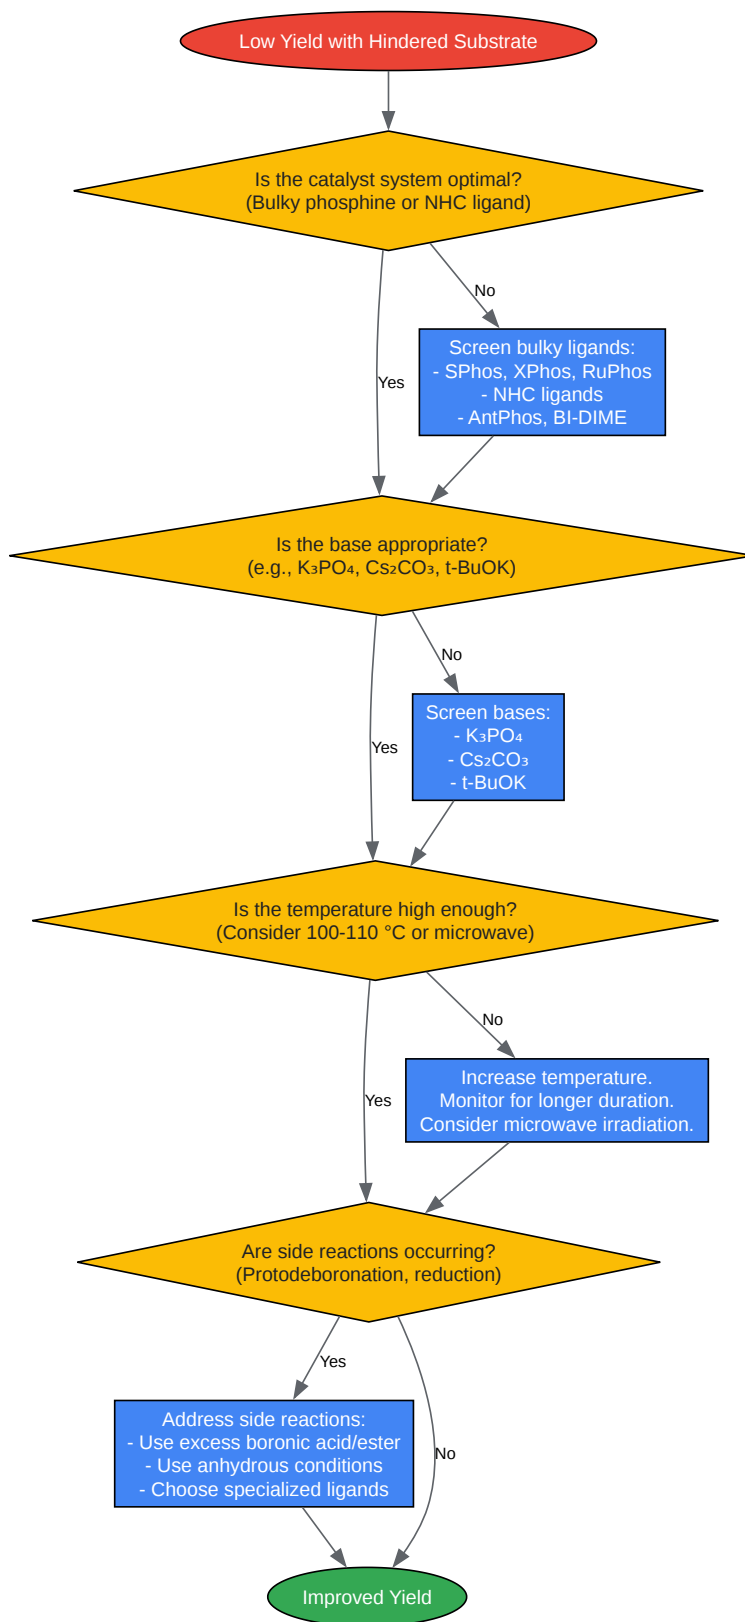 Low Yield with Hindered Substrate
Is the catalyst system optimal?
(Bulky phosphine or NHC ligand)
No
Screen bulky ligands:
- SPhos, XPhos, RuPhos
- NHC ligands
- AntPhos, BI-DIME
Yes
Is the base appropriate?
(e.g., K₃PO₄, Cs₂CO₃, t-BuOK)
No
Screen bases:
- K₃PO₄
- Cs₂CO₃
- t-BuOK
Yes
Is the temperature high enough?
(Consider 100-110 °C or microwave)
No
Increase temperature.
Monitor for longer duration.
Consider microwave irradiation.
Yes
Are side reactions occurring?
(Protodeboronation, reduction)
Yes
Address side reactions:
- Use excess boronic acid/ester
- Use anhydrous conditions
- Choose specialized ligands
No
Improved Yield